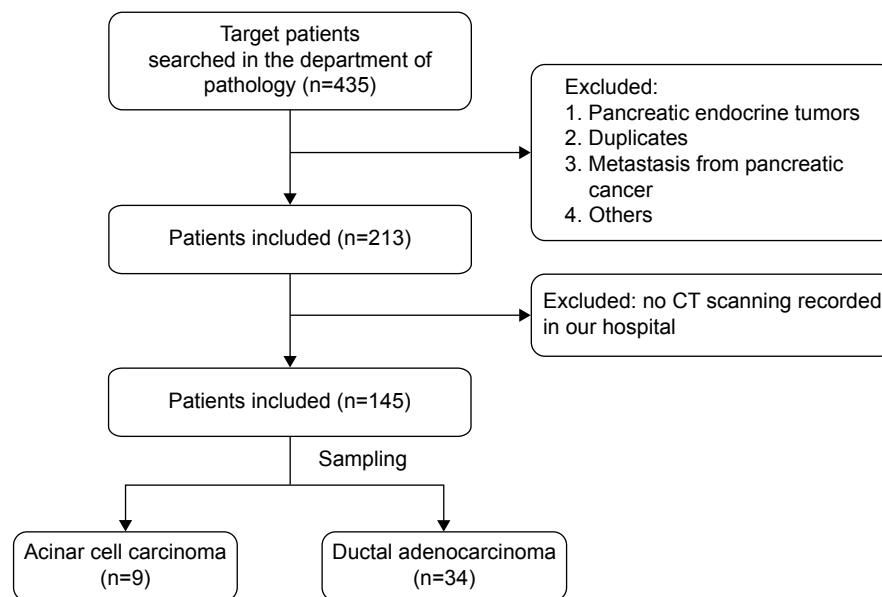 Target patients
searched in the department of
pathology (n=435)
Excluded:
1. Pancreatic endocrine tumors
2. Duplicates
3. Metastasis from pancreatic
cancer
4. Others
Patients included (n=213)
Excluded: no CT scanning recorded
in our hospital
Patients included (n=145)
Sampling
Acinar cell carcinoma
(n=9)
Ductal adenocarcinoma
(n=34)